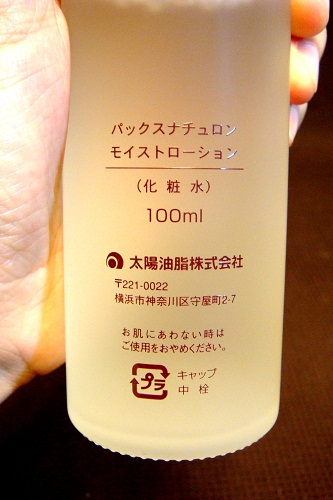 パックスナチュロン
モイストローション
（化粧水）
100ml
太陽油脂株式会社
〒221-0022
横浜市神奈川区守屋町2-7
お肌にあわない時は
ご使用をおやめください。
プラ
キャップ
中栓